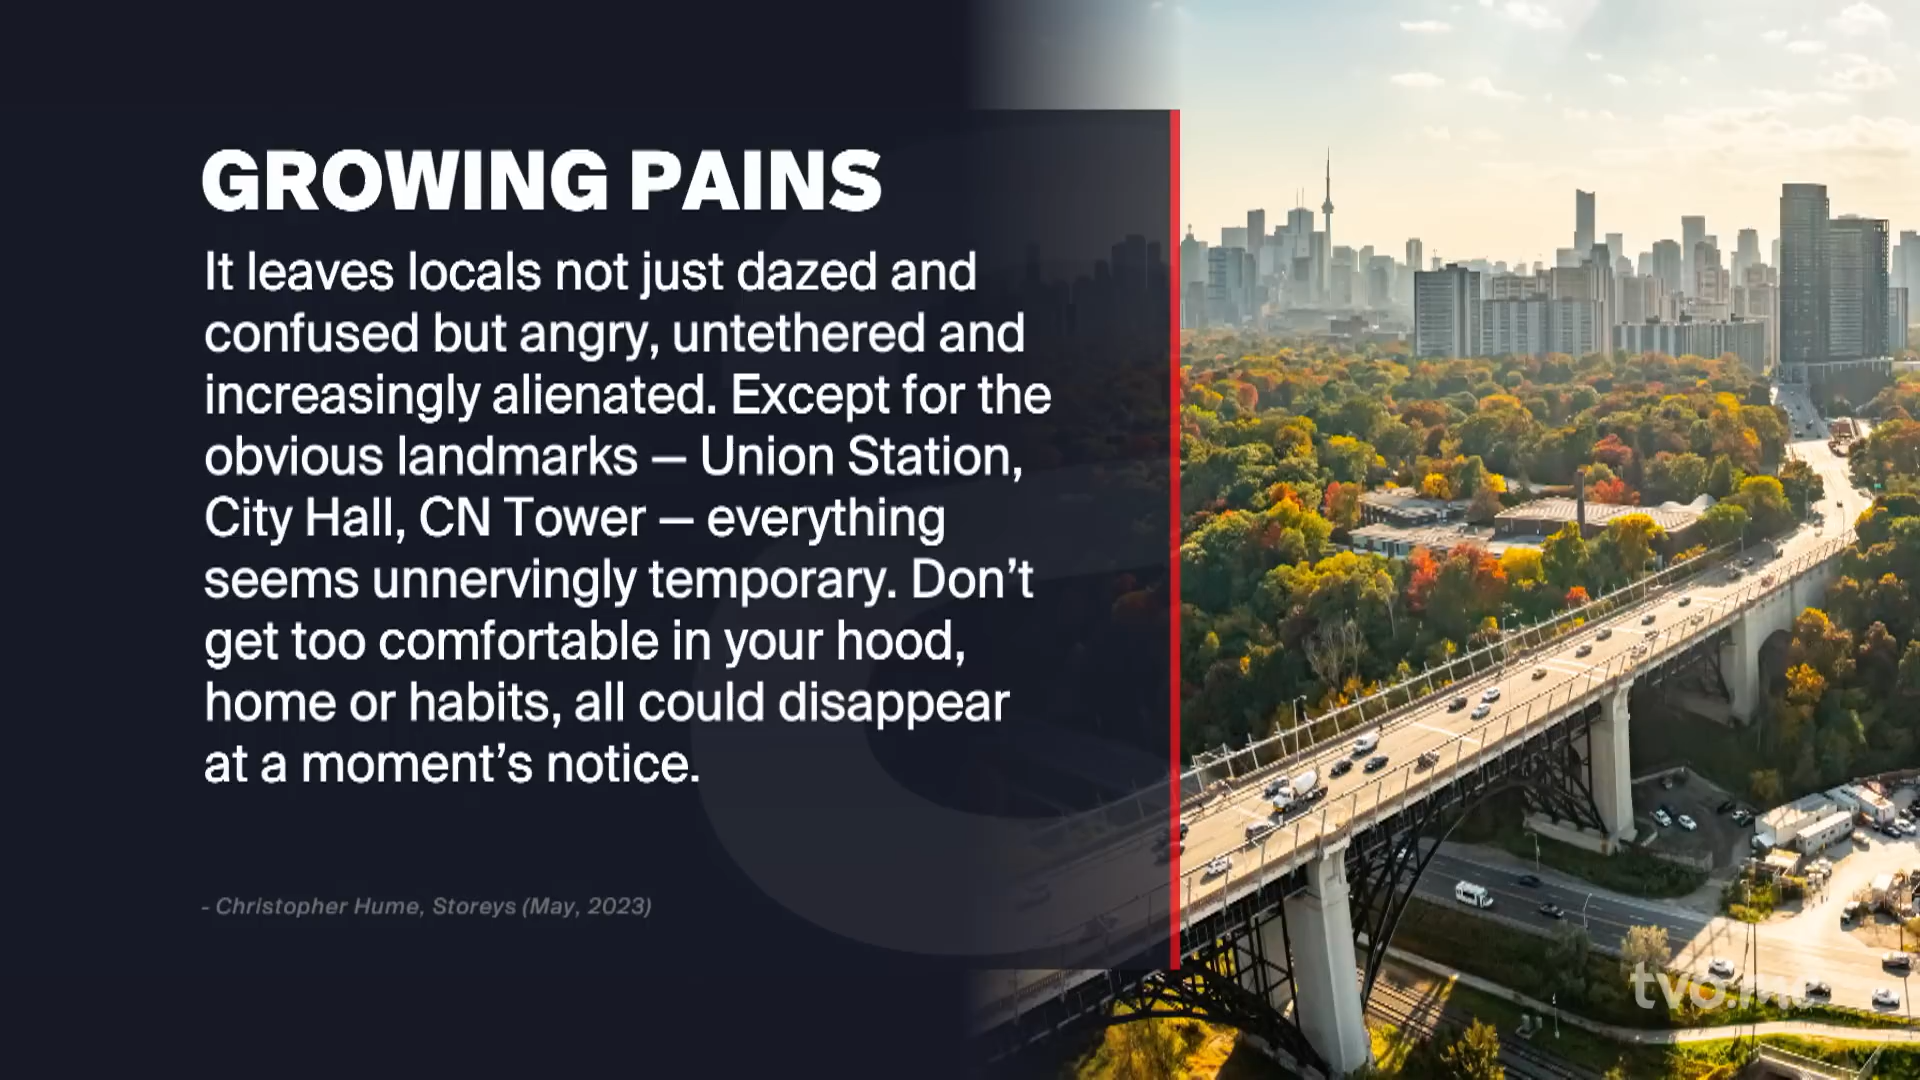 GROWING PAINS
It leaves locals not just dazed and
confused but angry, untethered and
increasingly alienated. Except for the
obvious landmarks — Union Station,
City Hall, CN Tower — everything
seems unnervingly temporary. Don’t
get too comfortable in your hood,
home or habits, all could disappear
at a moment’s notice.
- Christopher Hume, Storeys (May, 2023)
tvo.me